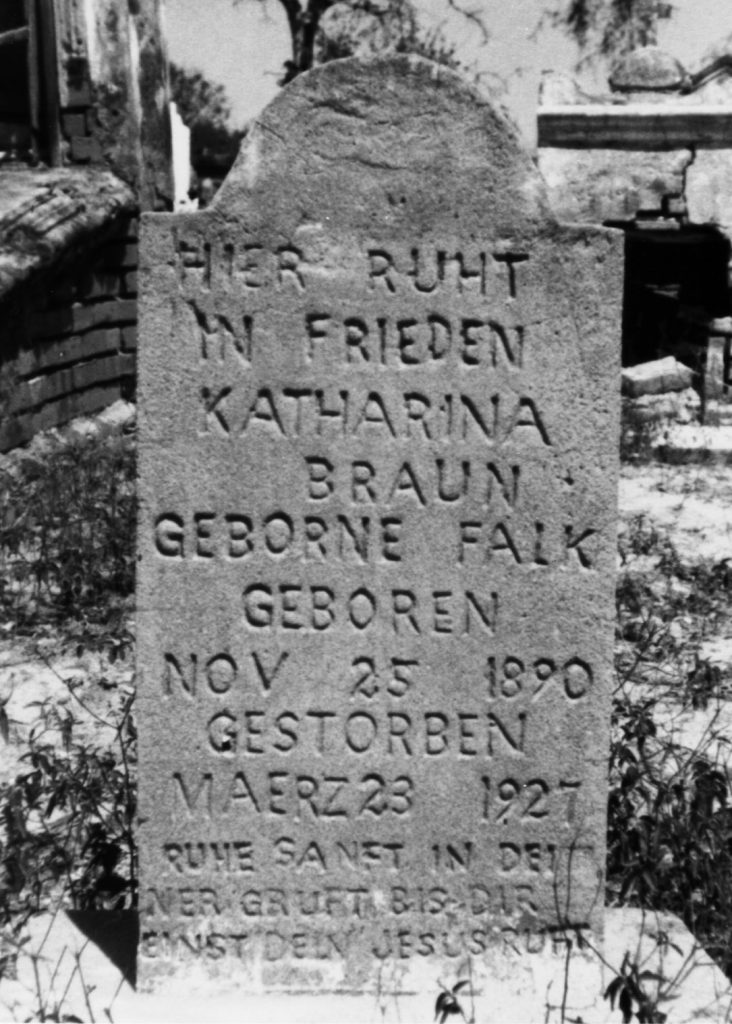 HIER RUHT
IN FRIEDEN
KATHARINA
BRAUN
GEBORNE FALK
GEBOREN
NOV 25 1890
GESTORBEN
MAERZ 23 1927
RUHE SANFT IN DEI
NER GRUFT BIS DIR
EINST DEIN JESUS RUFT